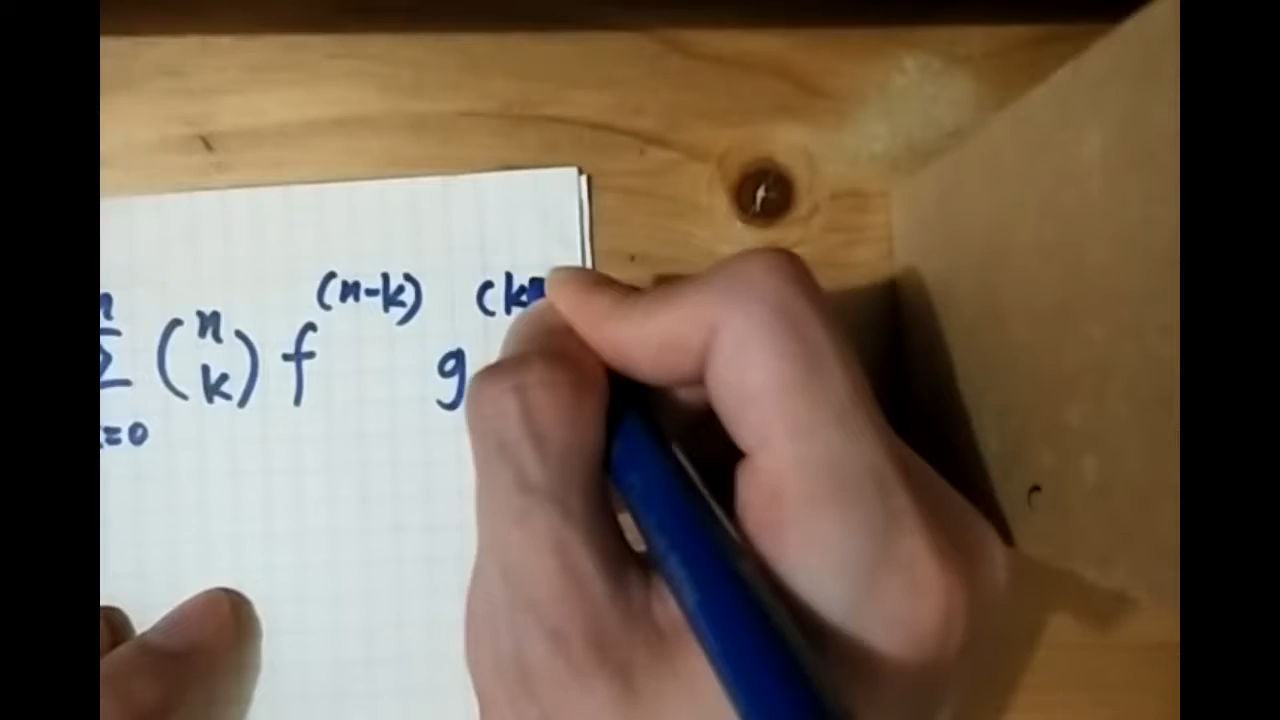 n
∑ (n k) f^(n-k) g^(k
k=0